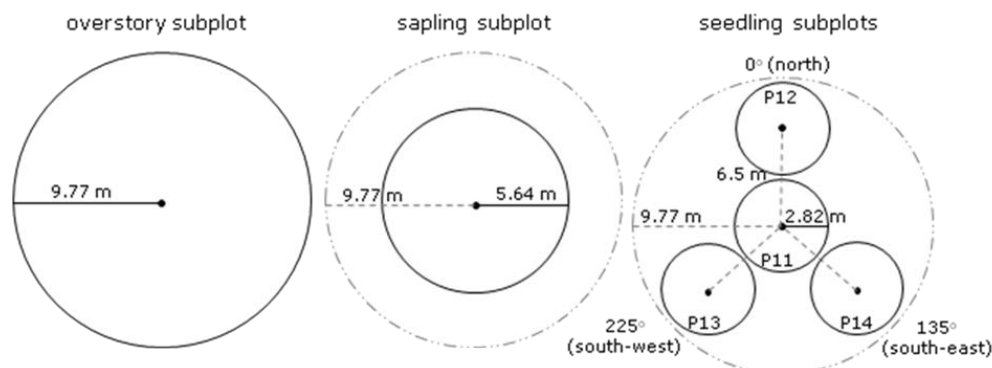 overstory subplot
9.77 m
sapling subplot
9.77 m
5.64 m
seedling subplots
0° (north)
P12
6.5 m
9.77 m
2.82 m
P11
P13
P14
225°
(south-west)
135°
(south-east)